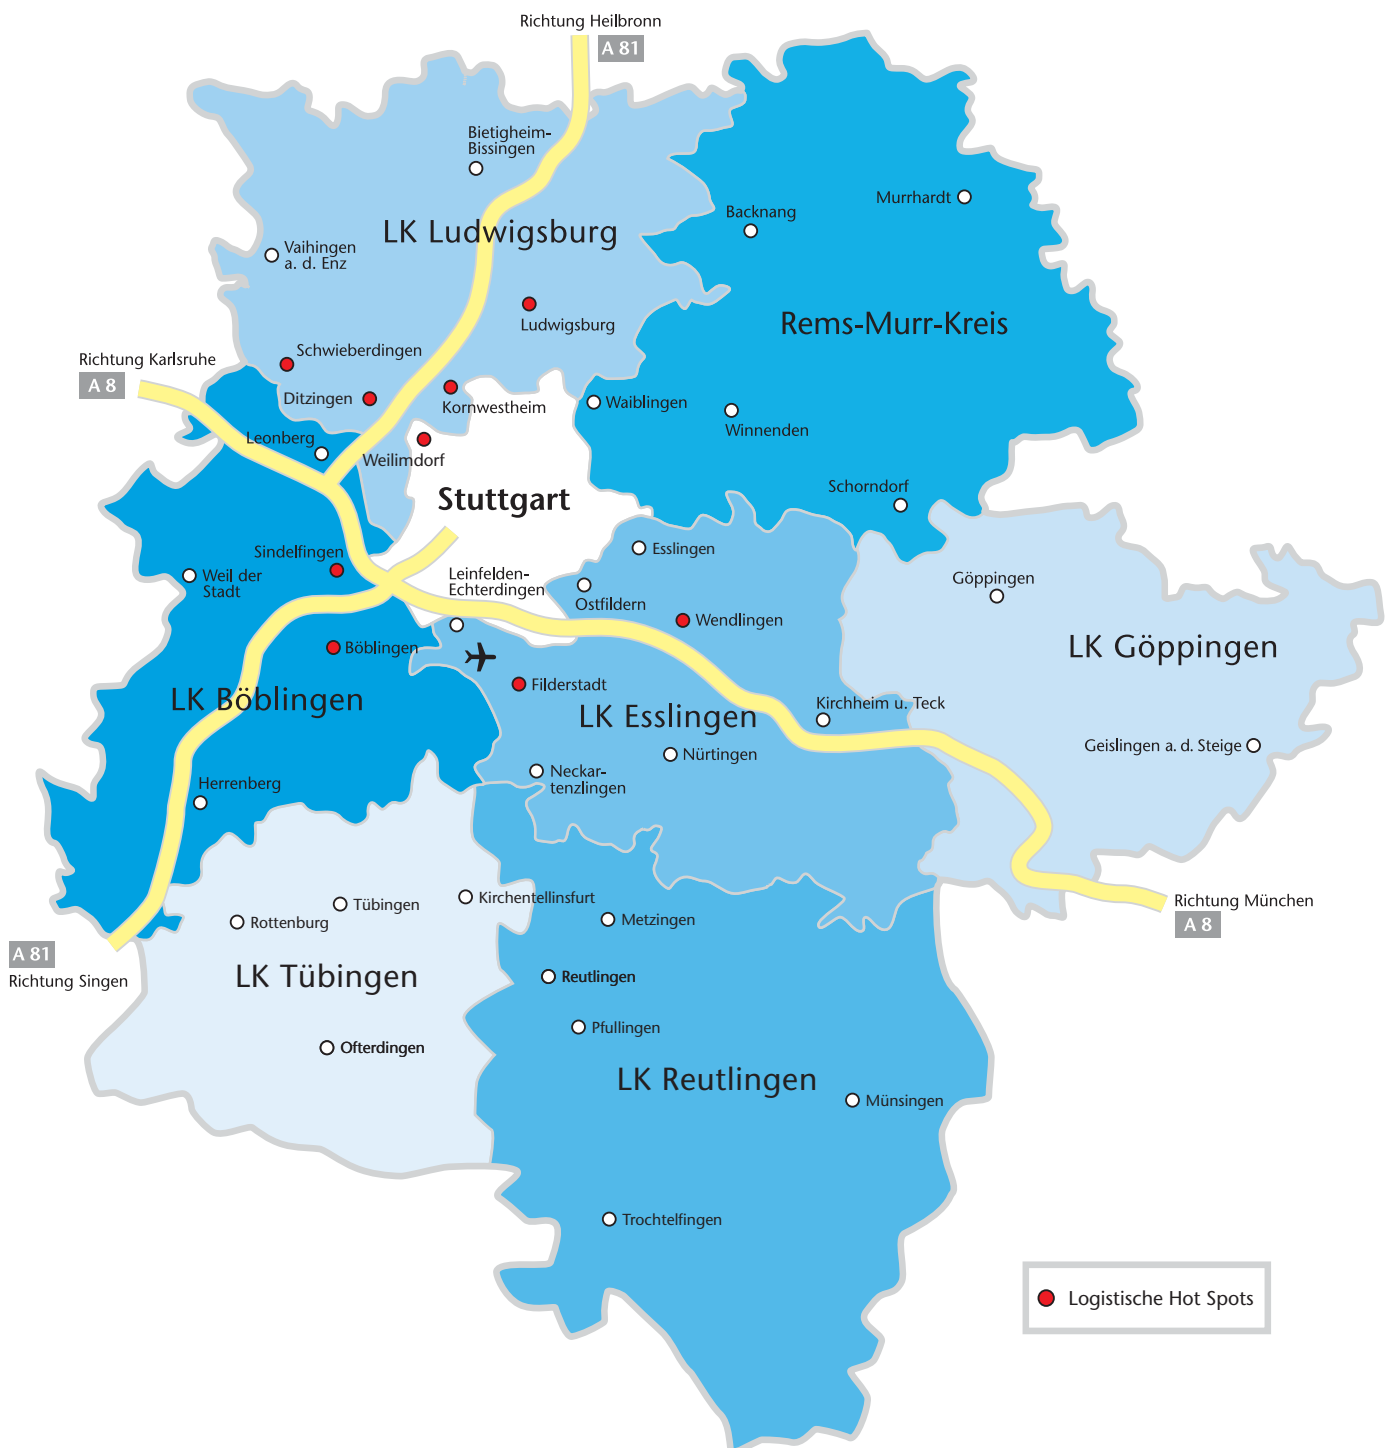 Richtung Heilbronn
A 81
Bietigheim-
Bissingen
Murrhardt
Backnang
LK Ludwigsburg
Vaihingen
a. d. Enz
Ludwigsburg
Rems-Murr-Kreis
Schwieberdingen
Richtung Karlsruhe
A 8
Ditzingen
Kornwestheim
Waiblingen
Winnenden
Leonberg
Weilimdorf
Schorndorf
Stuttgart
Sindelfingen
Esslingen
Weil der
Stadt
Leinfelden-
Echterdingen
Ostfildern
Göppingen
Wendlingen
Böblingen
LK Göppingen
Filderstadt
LK Böblingen
LK Esslingen
Kirchheim u. Teck
Geislingen a. d. Steige
Nürtingen
Neckar-
tenzlingen
Herrenberg
Kirchentellinsfurt
Tübingen
Rottenburg
Metzingen
Richtung München
A 8
A 81
Richtung Singen
LK Tübingen
Reutlingen
Pfullingen
Ofterdingen
LK Reutlingen
Münsingen
Trochtelfingen
Logistische Hot Spots